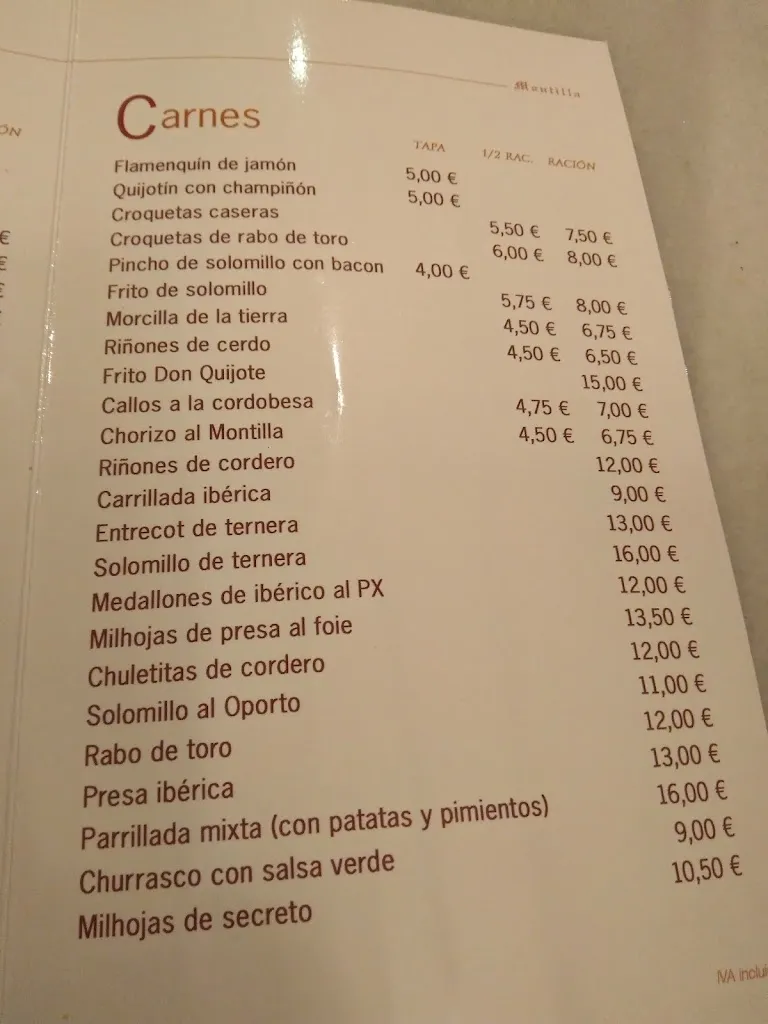 ÓN
€
€
Montilla
Carnes
TAPA 1/2 RAC. RACIÓN
Flamenquín de jamón 5,00 €
Quijotín con champiñón 5,00 €
Croquetas caseras 5,50 € 7,50 €
Croquetas de rabo de toro 6,00 € 8,00 €
Pincho de solomillo con bacon 4,00 €
Frito de solomillo 5,75 € 8,00 €
Morcilla de la tierra 4,50 € 6,75 €
Riñones de cerdo 4,50 € 6,50 €
Frito Don Quijote 15,00 €
Callos a la cordobesa 4,75 € 7,00 €
Chorizo al Montilla 4,50 € 6,75 €
Riñones de cordero 12,00 €
Carrillada ibérica 9,00 €
Entrecot de ternera 13,00 €
Solomillo de ternera 16,00 €
Medallones de ibérico al PX 12,00 €
Milhojas de presa al foie 13,50 €
Chuletitas de cordero 12,00 €
Solomillo al Oporto 11,00 €
Rabo de toro 12,00 €
Presa ibérica 13,00 €
Parrillada mixta (con patatas y pimientos) 16,00 €
Churrasco con salsa verde 9,00 €
Milhojas de secreto 10,50 €
IVA inclui